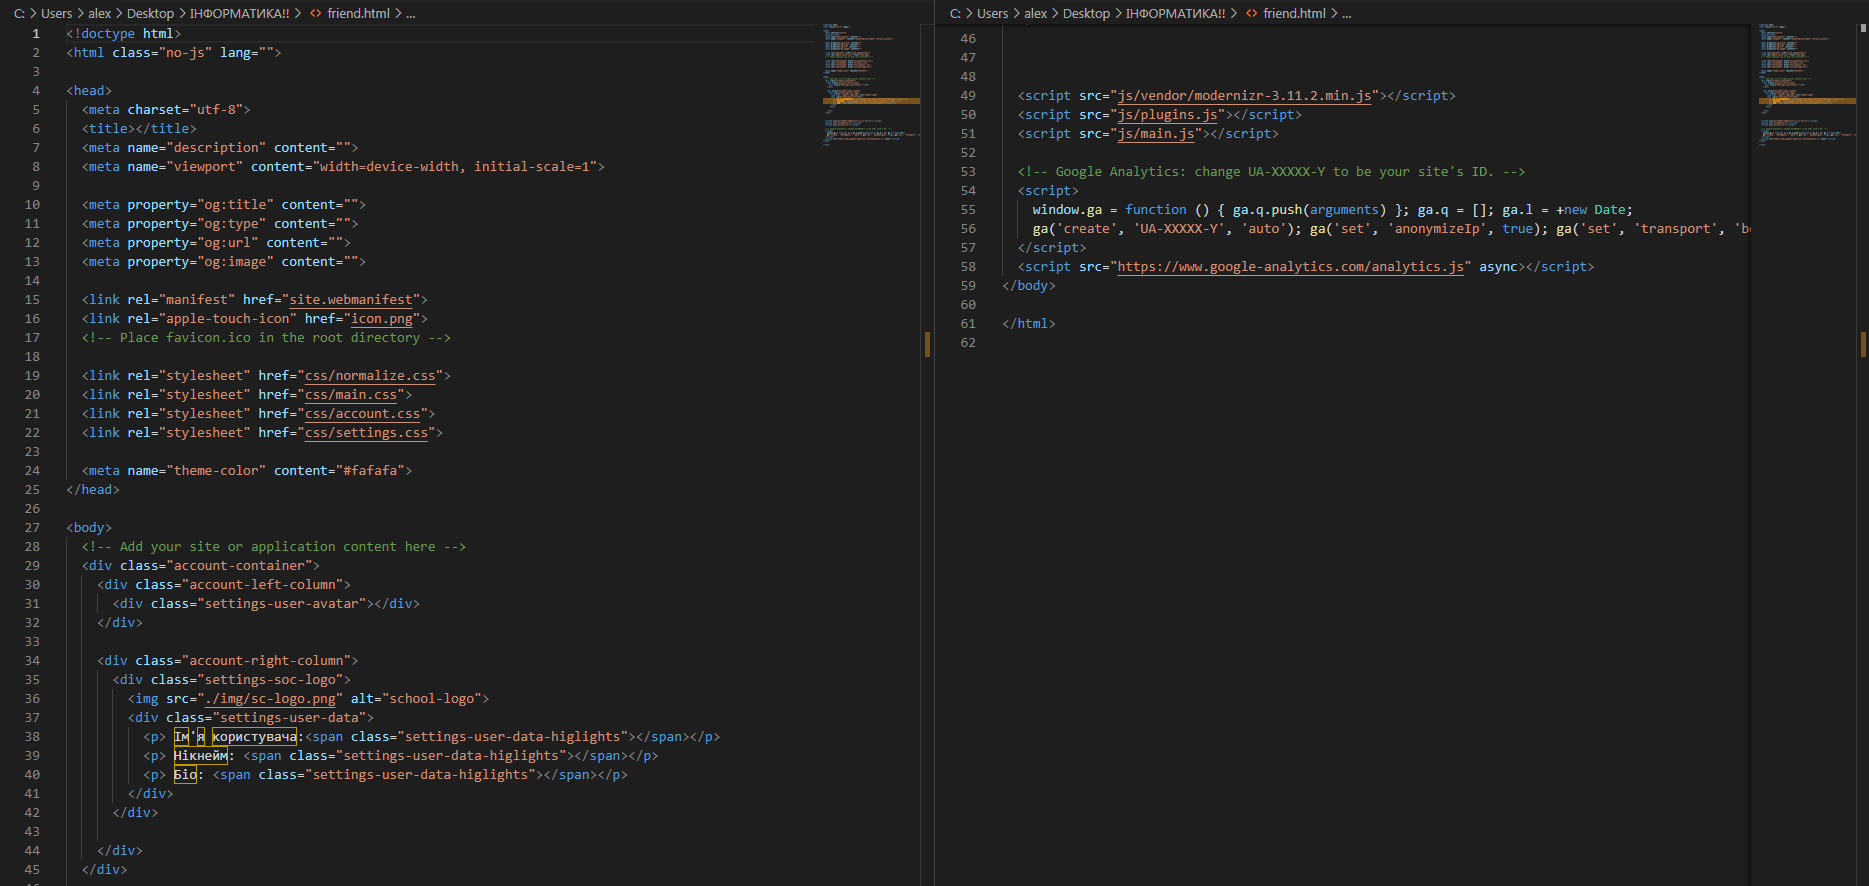 C: > Users > alex > Desktop > ІНФОРМАТИКА!! > <> friend.html > ...
1 <!doctype html>
2 <html class="no-js" lang="">
3
4 <head>
5 <meta charset="utf-8">
6 <title></title>
7 <meta name="description" content="">
8 <meta name="viewport" content="width=device-width, initial-scale=1">
9
10 <meta property="og:title" content="">
11 <meta property="og:type" content="">
12 <meta property="og:url" content="">
13 <meta property="og:image" content="">
14
15 <link rel="manifest" href="site.webmanifest">
16 <link rel="apple-touch-icon" href="icon.png">
17 <!-- Place favicon.ico in the root directory -->
18
19 <link rel="stylesheet" href="css/normalize.css">
20 <link rel="stylesheet" href="css/main.css">
21 <link rel="stylesheet" href="css/account.css">
22 <link rel="stylesheet" href="css/settings.css">
23
24 <meta name="theme-color" content="#fafafa">
25 </head>
26
27 <body>
28 <!-- Add your site or application content here -->
29 <div class="account-container">
30 <div class="account-left-column">
31 <div class="settings-user-avatar"></div>
32 </div>
33
34 <div class="account-right-column">
35 <div class="settings-soc-logo">
36 <img src="./img/sc-logo.png" alt="school-logo">
37 <div class="settings-user-data">
38 <p> Ім'я користувача:<span class="settings-user-data-higlights"></span></p>
39 <p> Нікнейм: <span class="settings-user-data-higlights"></span></p>
40 <p> Біо: <span class="settings-user-data-higlights"></span></p>
41 </div>
42 </div>
43
44 </div>
45 </div>
C: > Users > alex > Desktop > ІНФОРМАТИКА!! > <> friend.html > ...
46
47
48
49 <script src="js/vendor/modernizr-3.11.2.min.js"></script>
50 <script src="js/plugins.js"></script>
51 <script src="js/main.js"></script>
52
53 <!-- Google Analytics: change UA-XXXXX-Y to be your site's ID. -->
54 <script>
55 window.ga = function () { ga.q.push(arguments) }; ga.q = []; ga.l = +new Date;
56 ga('create', 'UA-XXXXX-Y', 'auto'); ga('set', 'anonymizeIp', true); ga('set', 'transport', '
57 </script>
58 <script src="https://www.google-analytics.com/analytics.js" async></script>
59 </body>
60
61 </html>
62